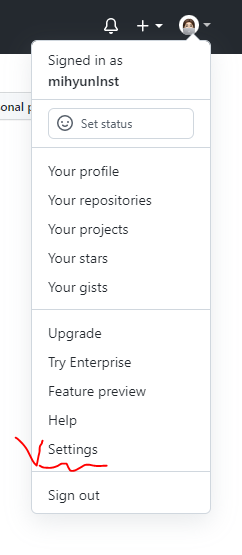 Signed in as
mihyunInst
onal p
Set status
Your profile
Your repositories
Your projects
Your stars
Your gists
Upgrade
Try Enterprise
Feature preview
Help
Settings
Sign out